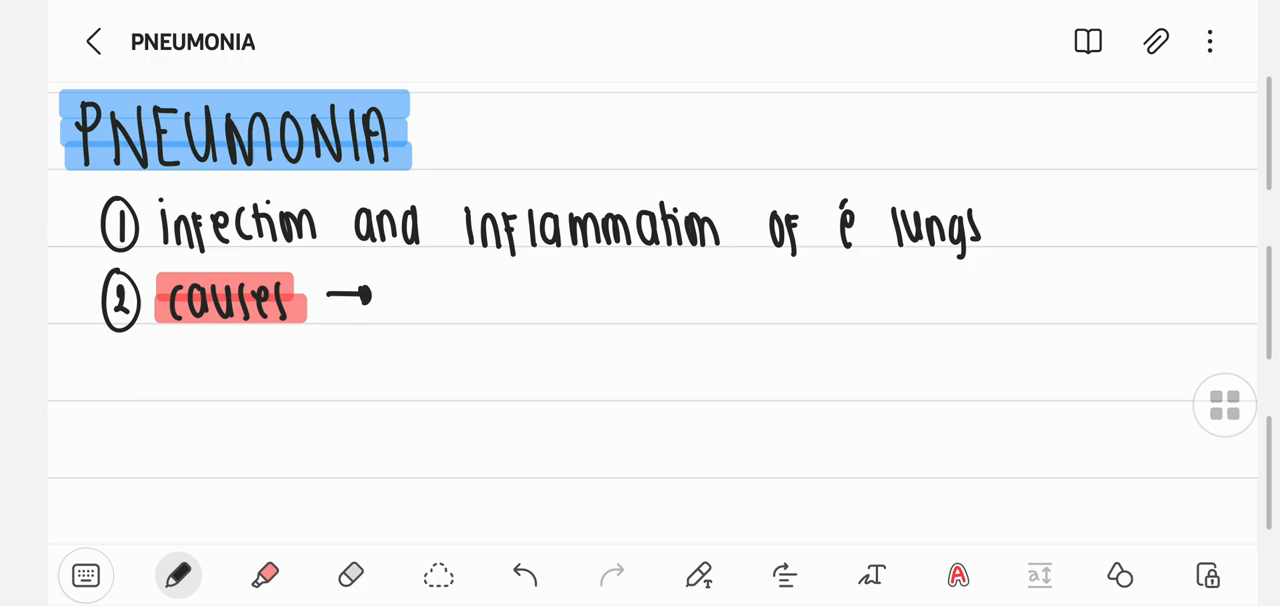 PNEUMONIA
PNEUMONIA
① infection and inflammation of ė lungs
② causes →